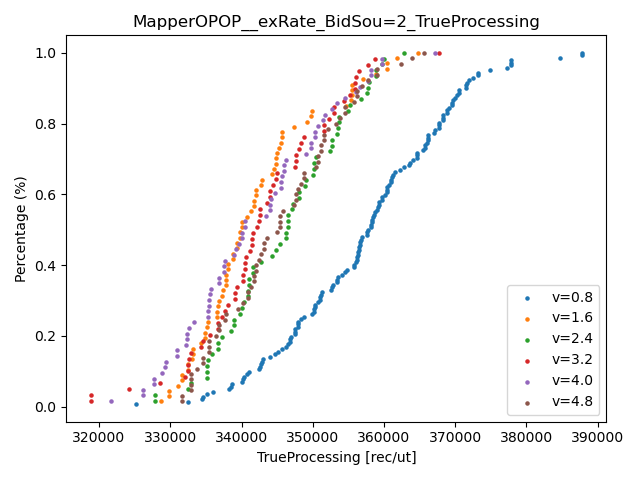 MapperOPOP__exRate_BidSou=2_TrueProcessing
Percentage (%)
1.0
0.8
0.6
0.4
0.2
0.0
v=0.8
v=1.6
v=2.4
v=3.2
v=4.0
v=4.8
320000 330000 340000 350000 360000 370000 380000 390000
TrueProcessing [rec/ut]